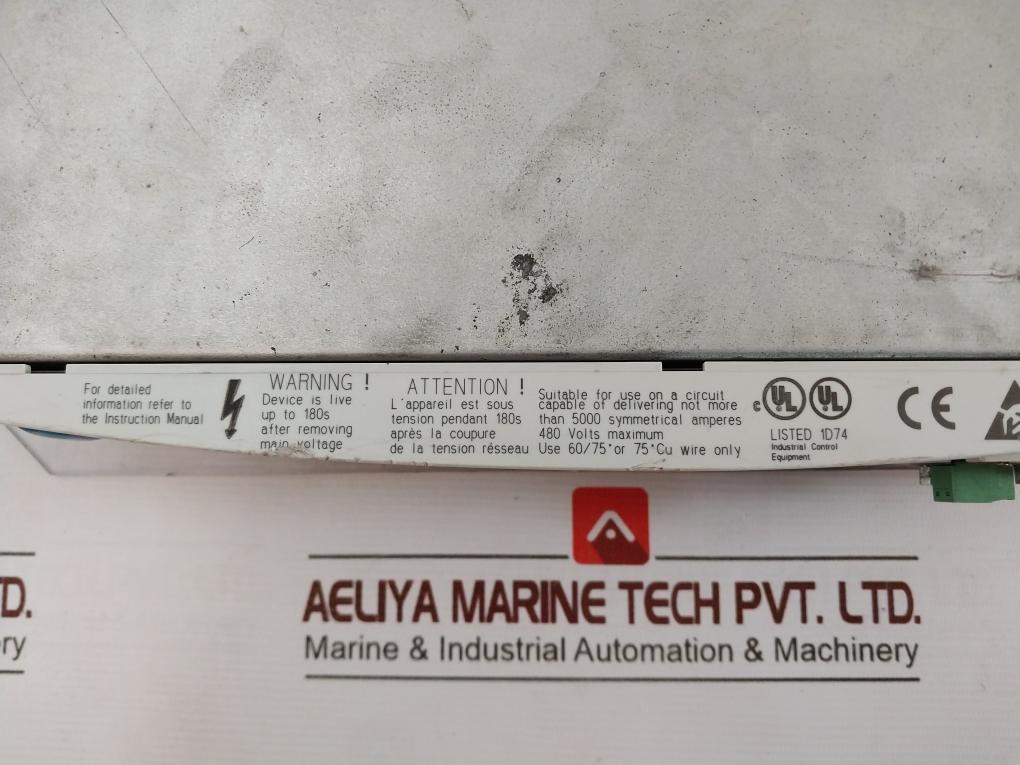 For detailed
information refer to
the Instruction Manual
WARNING !
Device is live
up to 180s
after removing
main voltage
ATTENTION !
L'appareil est sous
tension pendant 180s
après la coupure
de la tension résseau
Suitable for use on a circuit
capable of delivering not more
than 5000 symmetrical amperes
480 Volts maximum
Use 60/75°or 75°Cu wire only
c UL UL
LISTED 1D74
Industrial Control
Equipment
CE
AELIYA MARINE TECH PVT. LTD.
Marine & Industrial Automation & Machinery
TD.
ry